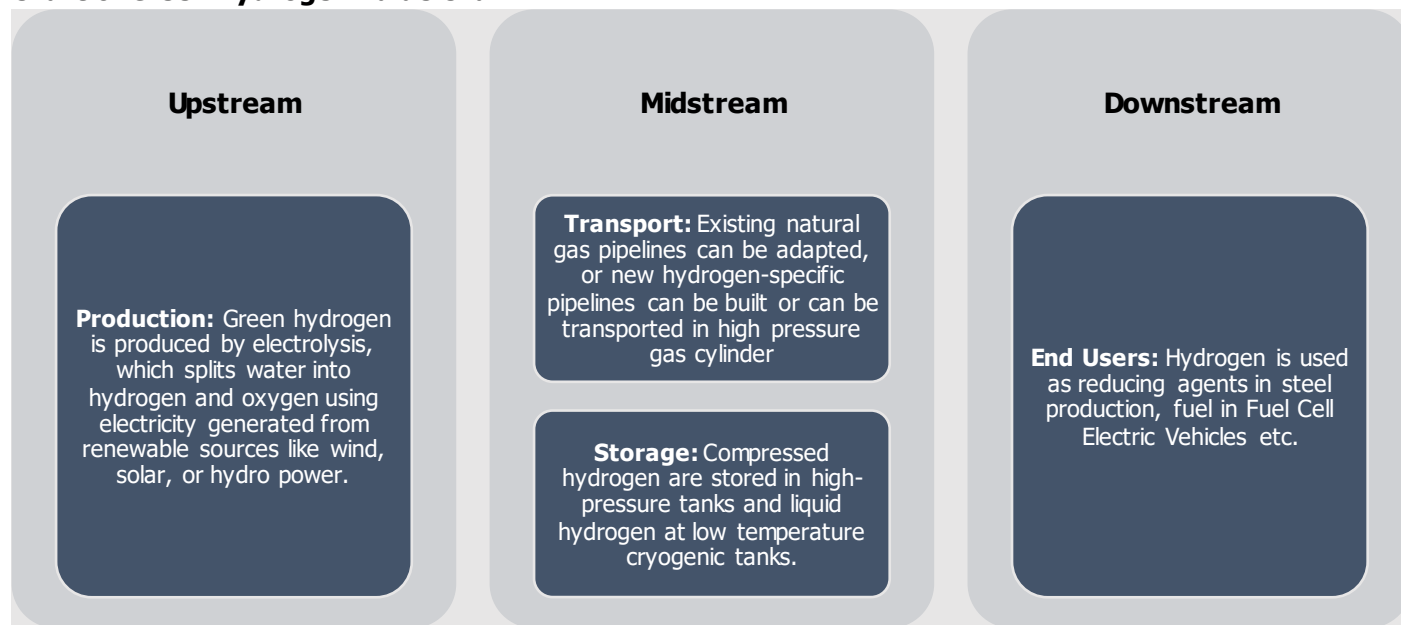 Upstream
Production: Green hydrogen
is produced by electrolysis,
which splits water into
hydrogen and oxygen using
electricity generated from
renewable sources like wind,
solar, or hydro power.
Midstream
Transport: Existing natural
gas pipelines can be adapted,
or new hydrogen-specific
pipelines can be built or can be
transported in high pressure
gas cylinder
Storage: Compressed
hydrogen are stored in high-
pressure tanks and liquid
hydrogen at low temperature
cryogenic tanks.
Downstream
End Users: Hydrogen is used
as reducing agents in steel
production, fuel in Fuel Cell
Electric Vehicles etc.